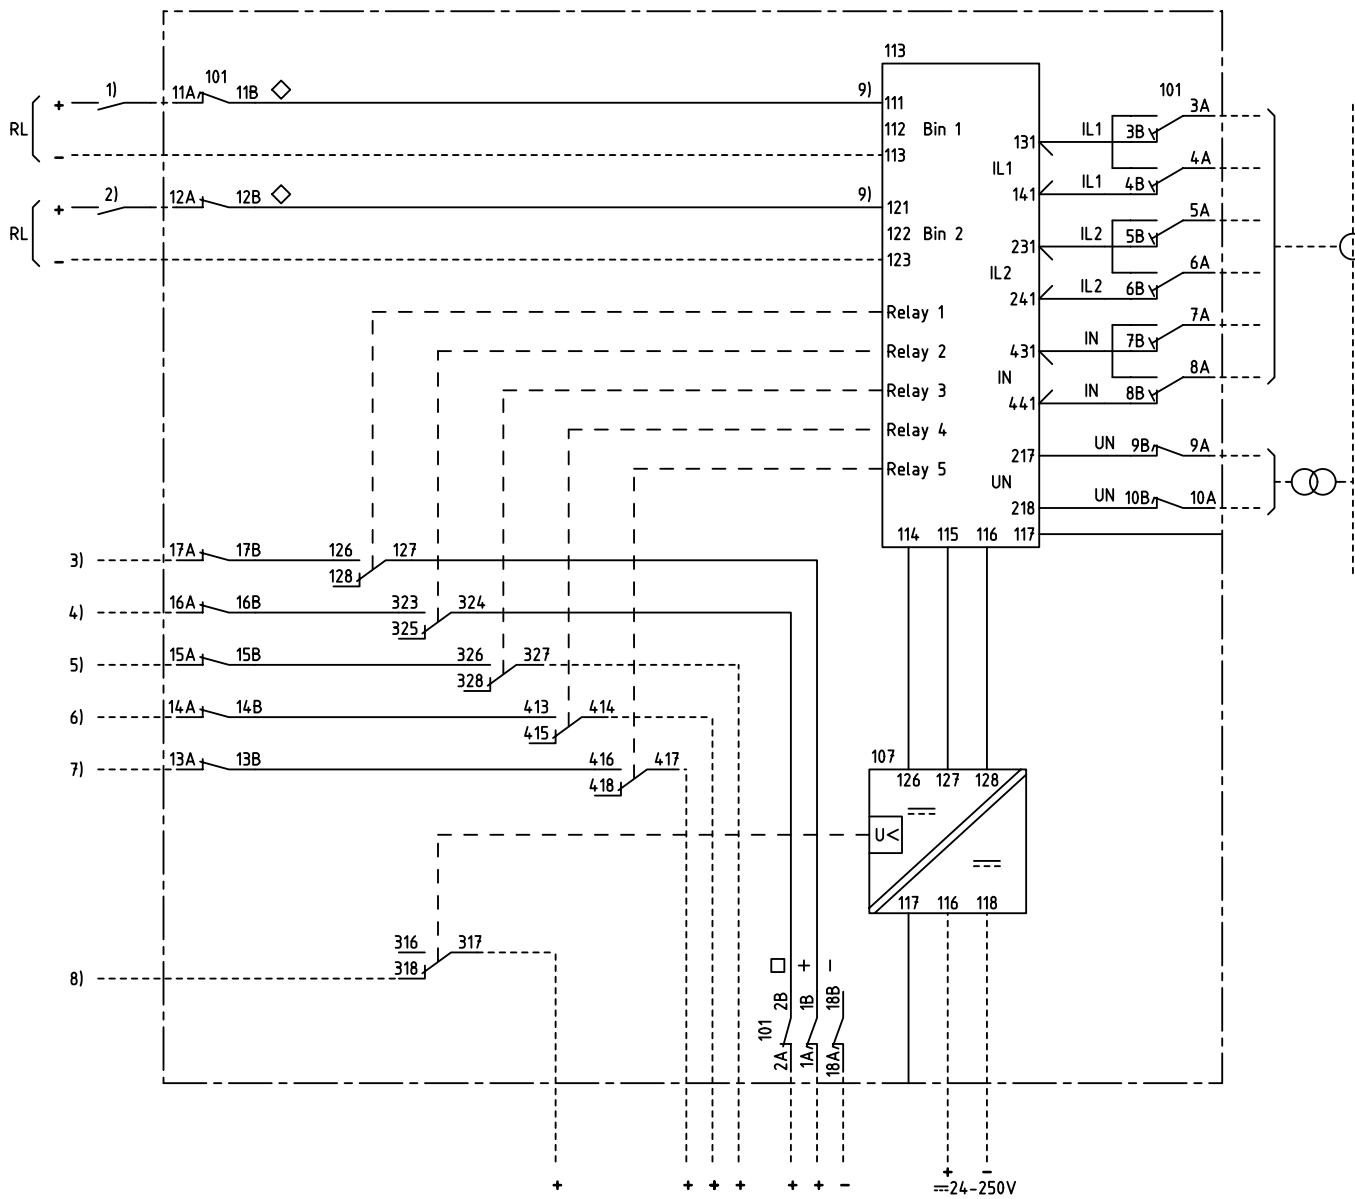 113
1) 11A 101 11B 9) 111 101 3A
RL + 112 Bin 1 131 IL1 3B
− 113 IL1 4A
2) 12A 12B 9) 121 141 IL1 4B
RL + 122 Bin 2 5A
− 123 231 IL2 5B
IL2 6A
241 IL2 6B
Relay 1 7A
Relay 2 431 IN 7B
IN 8A
Relay 3 441 IN 8B
Relay 4 217 UN 9B 9A
Relay 5 UN
218 UN 10B 10A
114 115 116 117
3) 17A 17B 126 127
128
4) 16A 16B 323 324
325
5) 15A 15B 326 327
328
6) 14A 14B 413 414
415
7) 13A 13B 416 417
418
107
126 127 128
U<
117 116 118
316 317
8) 318
+ −
101 2B 1B 18B
2A 1A 18A
+ + + + + + − + −
24-250V